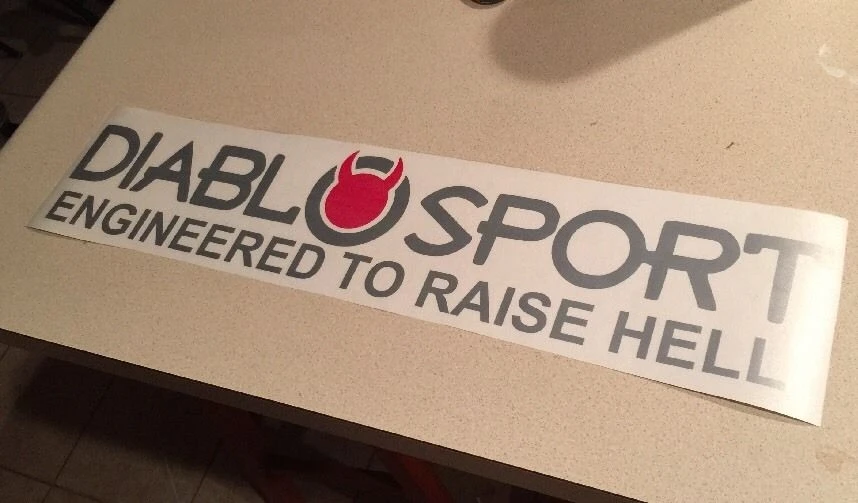 DIABLOSPORT
ENGINEERED TO RAISE HELL